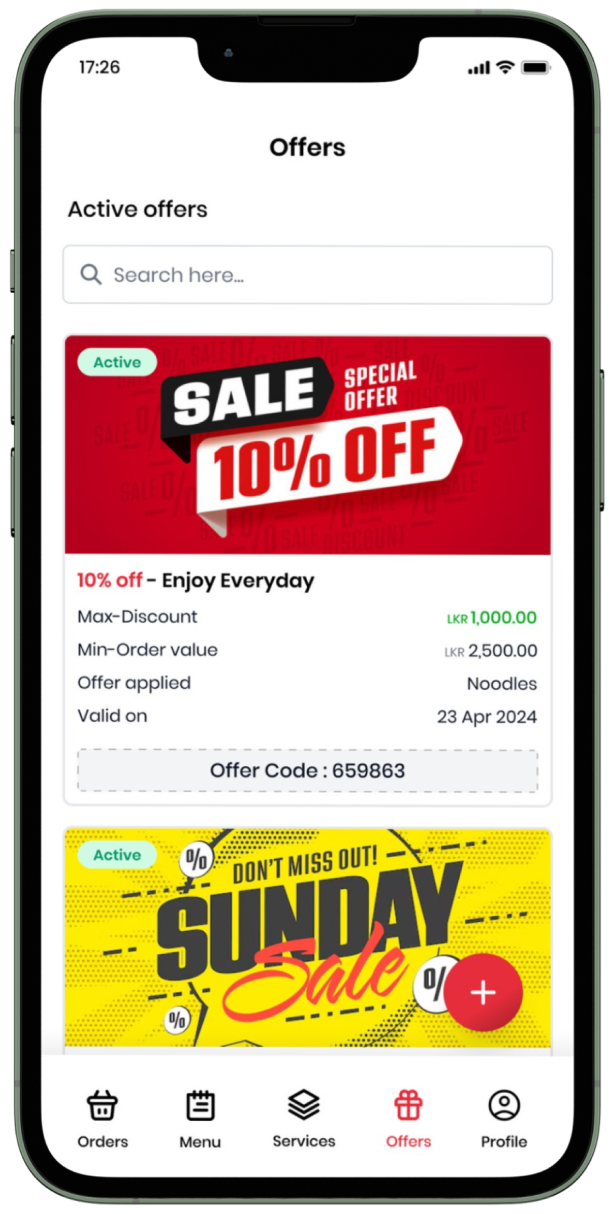 17:26
Offers
Active offers
Search here...
Active
SALE SPECIAL OFFER
10% OFF
10% off - Enjoy Everyday
Max-Discount LKR 1,000.00
Min-Order value LKR 2,500.00
Offer applied Noodles
Valid on 23 Apr 2024
Offer Code : 659863
Active
%
DON'T MISS OUT!
SUNDAY
Sale
%
%
+
Orders Menu Services Offers Profile